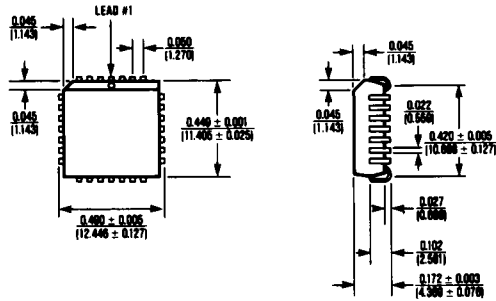 LEAD #1
0.045
(1.143)
0.050
(1.270)
0.045
(1.143)
0.449 ± 0.001
(11.405 ± 0.025)
0.490 ± 0.005
(12.446 ± 0.127)
0.045
(1.143)
0.045
(1.143)
0.022
(0.559)
0.420 ± 0.005
(10.668 ± 0.127)
0.027
(0.686)
0.102
(2.591)
0.172 ± 0.003
(4.369 ± 0.076)